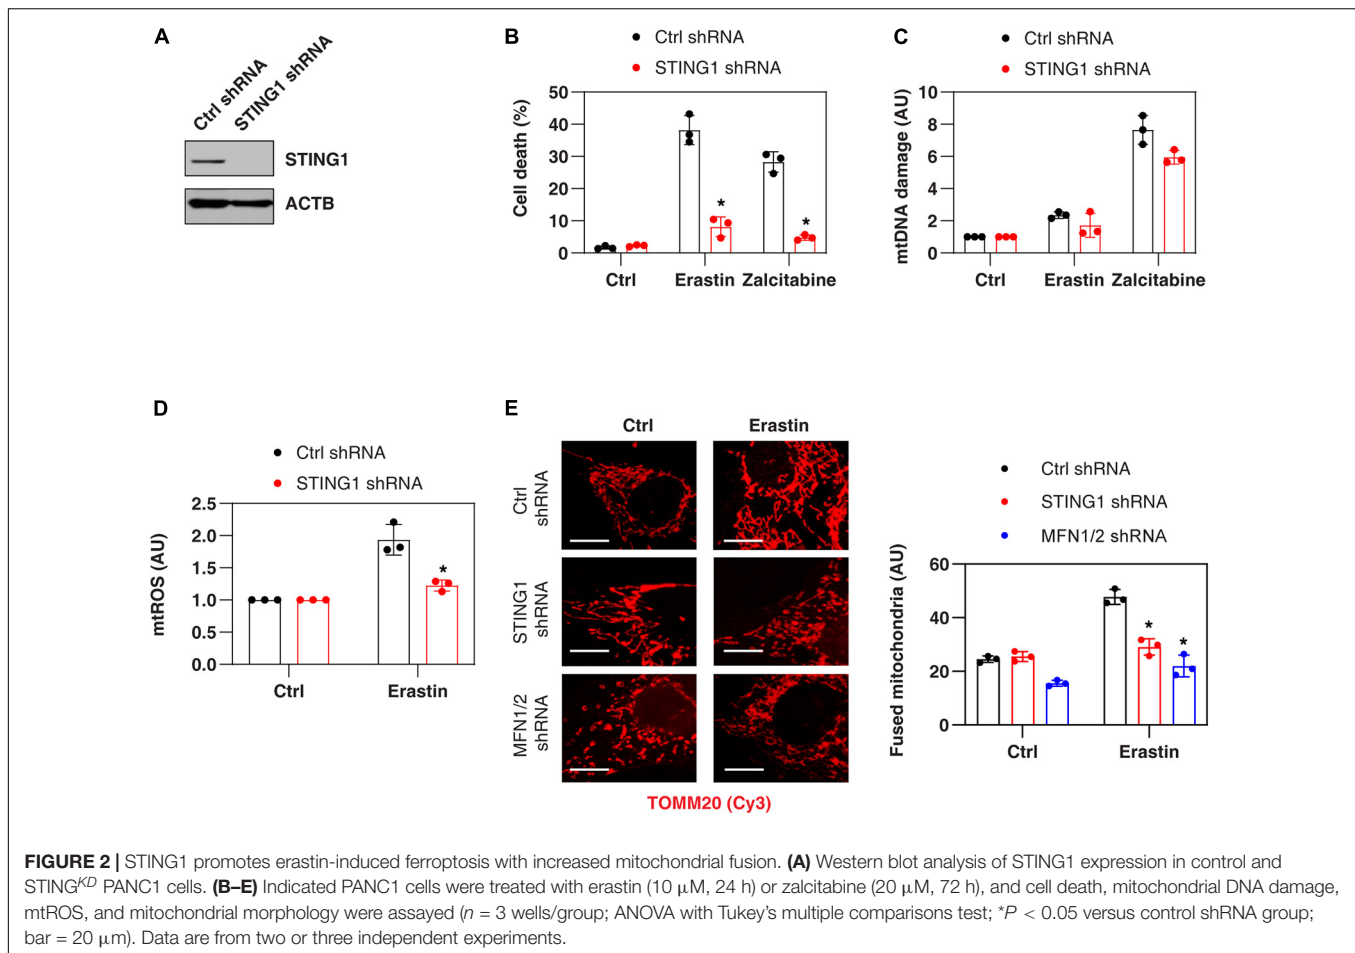 A
Ctrl shRNA
STING1 shRNA
STING1
ACTB
B
Ctrl shRNA
STING1 shRNA
Cell death (%)
50
40
30
20
10
0
*
*
Ctrl
Erastin
Zalcitabine
C
Ctrl shRNA
STING1 shRNA
mtDNA damage (AU)
10
8
6
4
2
0
Ctrl
Erastin
Zalcitabine
D
Ctrl shRNA
STING1 shRNA
mtROS (AU)
2.5
2.0
1.5
1.0
0.5
0.0
*
Ctrl
Erastin
E
Ctrl
Erastin
Ctrl
shRNA
STING1
shRNA
MFN1/2
shRNA
TOMM20 (Cy3)
Ctrl shRNA
STING1 shRNA
MFN1/2 shRNA
Fused mitochondria (AU)
60
40
20
0
*
*
Ctrl
Erastin
FIGURE 2 | STING1 promotes erastin-induced ferroptosis with increased mitochondrial fusion. (A) Western blot analysis of STING1 expression in control and
STINGKD PANC1 cells. (B–E) Indicated PANC1 cells were treated with erastin (10 μM, 24 h) or zalcitabine (20 μM, 72 h), and cell death, mitochondrial DNA damage,
mtROS, and mitochondrial morphology were assayed (n = 3 wells/group; ANOVA with Tukey's multiple comparisons test; *P < 0.05 versus control shRNA group;
bar = 20 μm). Data are from two or three independent experiments.